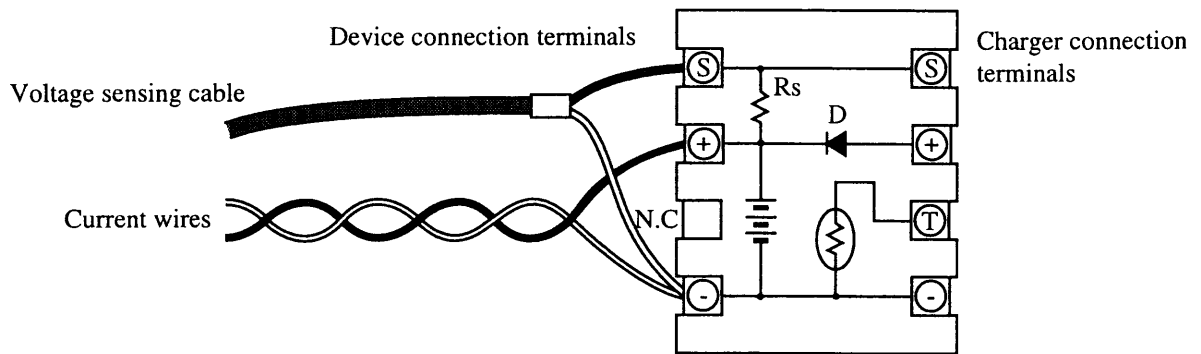 Device connection terminals
Charger connection
terminals
Voltage sensing cable
Current wires
S
S
Rs
D
+
+
N.C
T
-
-